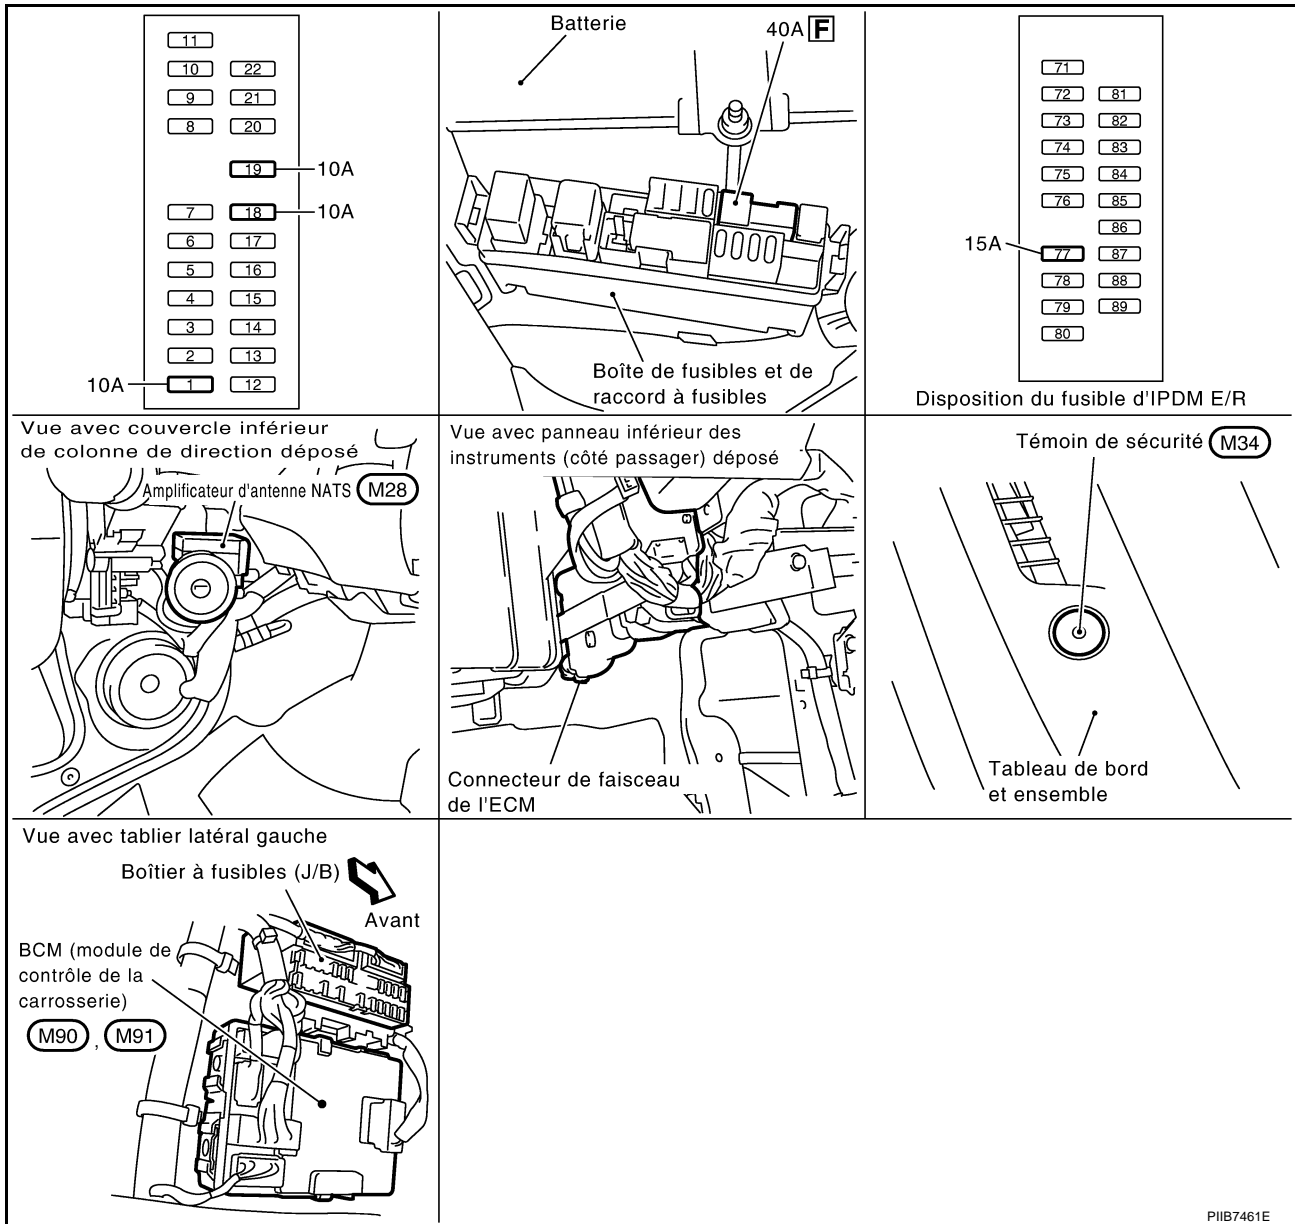 11
10 22
9 21
8 20
19 10A
7 18 10A
6 17
5 16
4 15
3 14
2 13
10A 1 12
Batterie
40A F
Boîte de fusibles et de
raccord à fusibles
71
72 81
73 82
74 83
75 84
76 85
86
15A 77 87
78 88
79 89
80
Disposition du fusible d'IPDM E/R
Vue avec couvercle inférieur
de colonne de direction déposé
Amplificateur d'antenne NATS M28
Vue avec panneau inférieur des
instruments (côté passager) déposé
Connecteur de faisceau
de l'ECM
Témoin de sécurité M34
Tableau de bord
et ensemble
Vue avec tablier latéral gauche
Boîtier à fusibles (J/B)
Avant
BCM (module de
contrôle de la
carrosserie)
M90 , M91
PIIB7461E